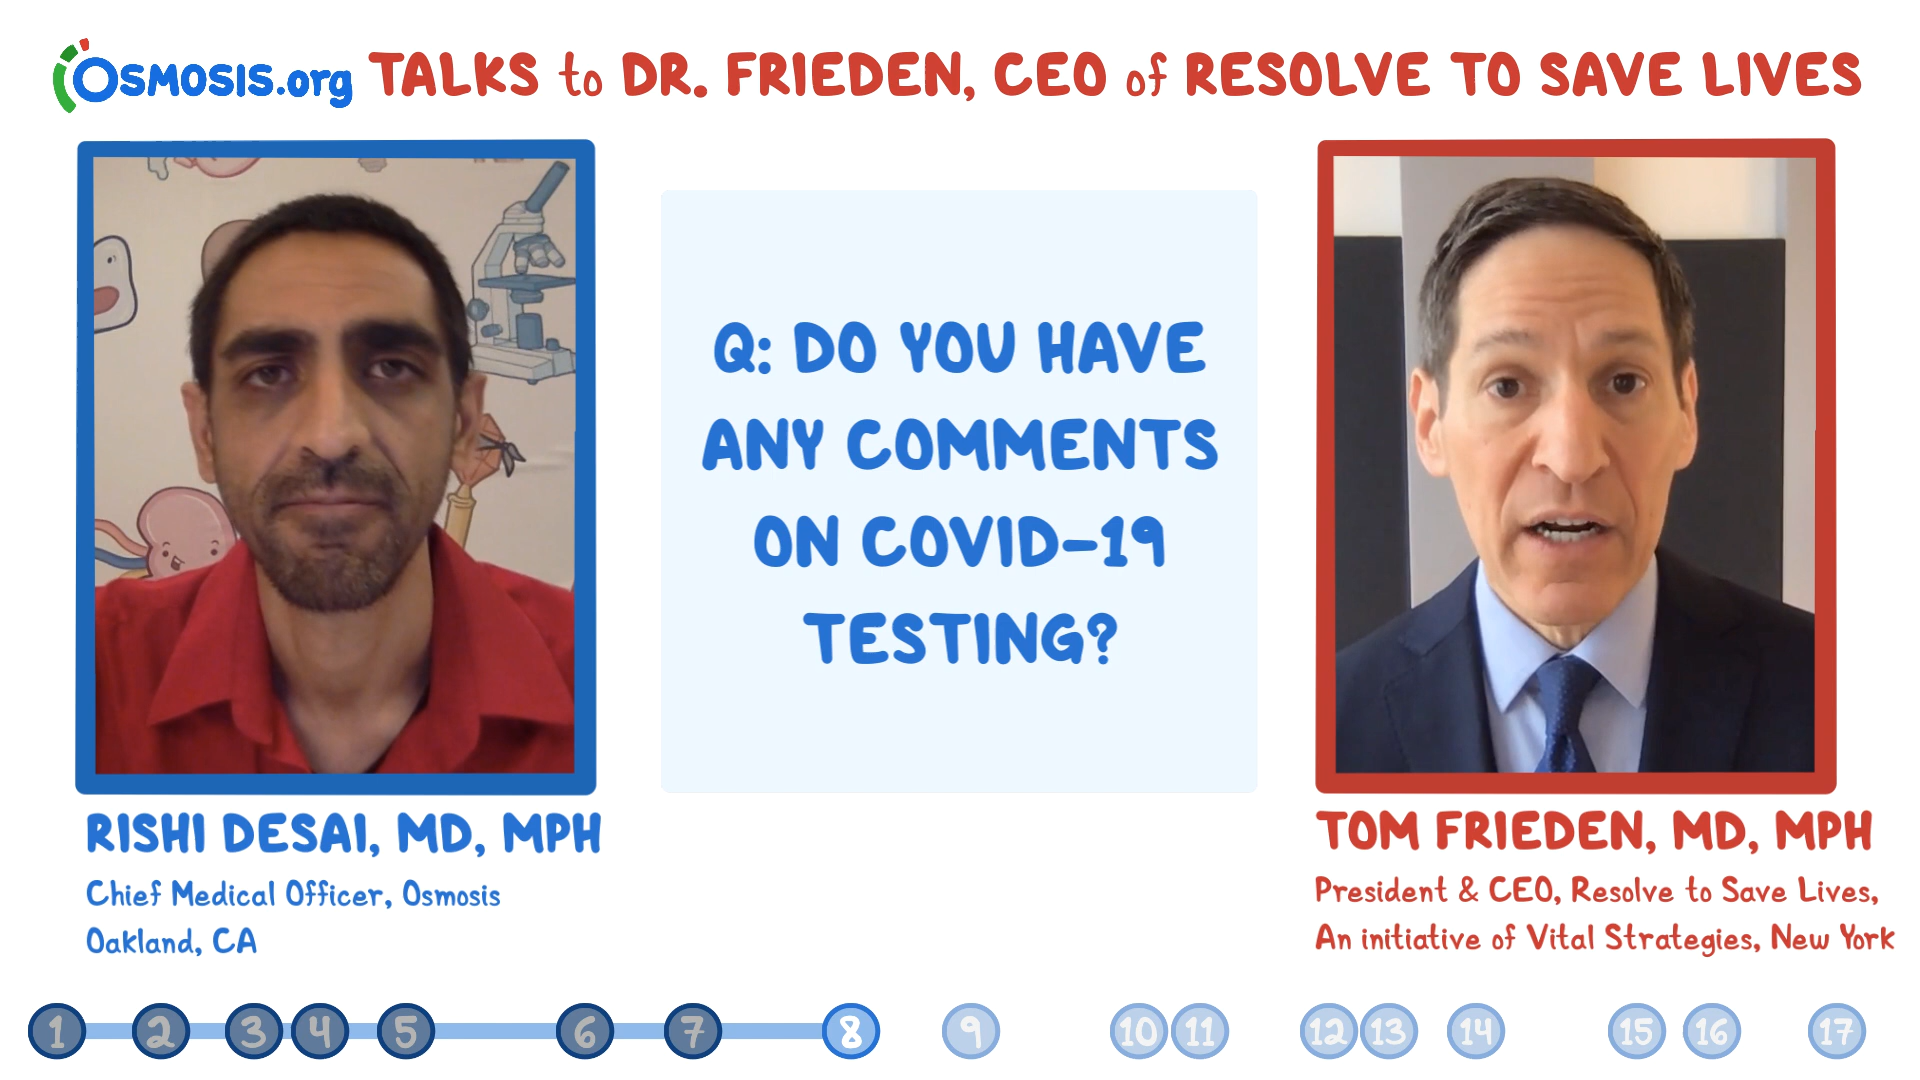 Osmosis.org TALKS to DR. FRIEDEN, CEO of RESOLVE TO SAVE LIVES
Q: DO YOU HAVE
ANY COMMENTS
ON COVID-19
TESTING?
RISHI DESAI, MD, MPH
Chief Medical Officer, Osmosis
Oakland, CA
TOM FRIEDEN, MD, MPH
President & CEO, Resolve to Save Lives,
An initiative of Vital Strategies, New York
1 2 3 4 5 6 7 8 9 10 11 12 13 14 15 16 17